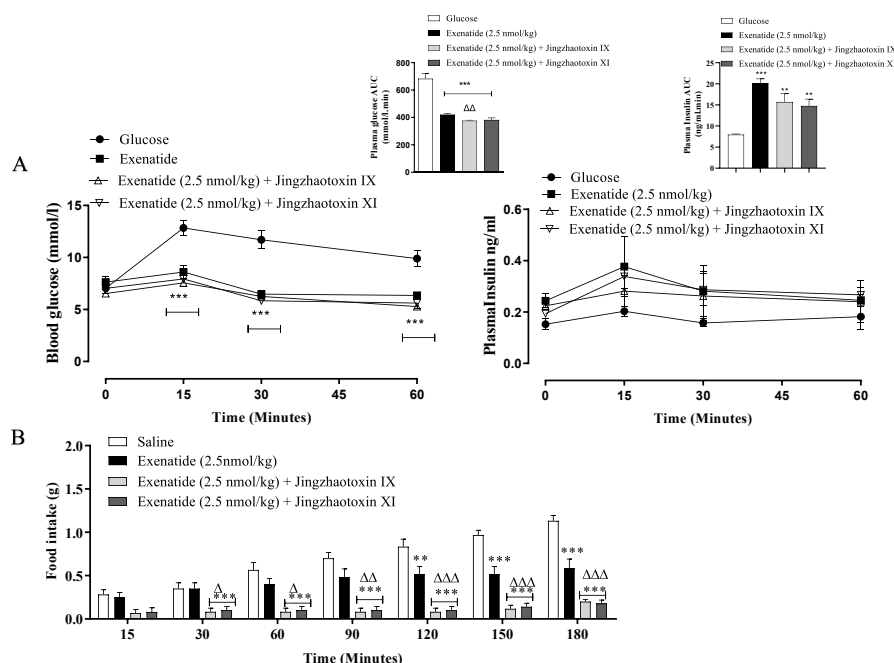 Glucose
Exenatide (2.5 nmol/kg)
Exenatide (2.5 nmol/kg) + Jingzhaotoxin IX
Exenatide (2.5 nmol/kg) + Jingzhaotoxin XI
Plasma glucose AUC
(mmol/l.min)
800
600
400
200
0
***
ΔΔ
Glucose
Exenatide (2.5 nmol/kg)
Exenatide (2.5 nmol/kg) + Jingzhaotoxin IX
Exenatide (2.5 nmol/kg) + Jingzhaotoxin XI
Plasma Insulin AUC
(ng/mLmin)
25
20
15
10
5
0
***
**
**
A
Glucose
Exenatide
Exenatide (2.5 nmol/kg) + Jingzhaotoxin IX
Exenatide (2.5 nmol/kg) + Jingzhaotoxin XI
Blood glucose (mmol/l)
15
10
5
0
***
***
***
0 15 30 45 60
Time (Minutes)
Glucose
Exenatide (2.5 nmol/kg)
Exenatide (2.5 nmol/kg) + Jingzhaotoxin IX
Exenatide (2.5 nmol/kg) + Jingzhaotoxin XI
PlasmaInsulin ng/ml
0.6
0.4
0.2
0.0
0 15 30 45 60
Time (Minutes)
B
Saline
Exenatide (2.5nmol/kg)
Exenatide (2.5 nmol/kg) + Jingzhaotoxin IX
Exenatide (2.5 nmol/kg) + Jingzhaotoxin XI
Food intake (g)
2.0
1.5
1.0
0.5
0.0
Δ
***
Δ
***
ΔΔ
***
**
ΔΔΔ
***
***
ΔΔΔ
***
***
ΔΔΔ
***
15 30 60 90 120 150 180
Time (Minutes)